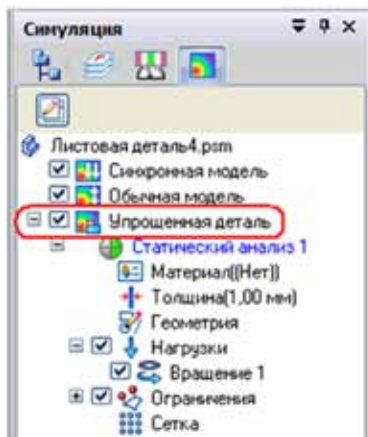 Симуляция
Листовая деталь4.psm
Синхронная модель
Обычная модель
Упрощенная деталь
Статический анализ 1
Материал((Нет))
Толщина(1,00 мм)
Геометрия
Нагрузки
Вращение 1
Ограничения
Сетка